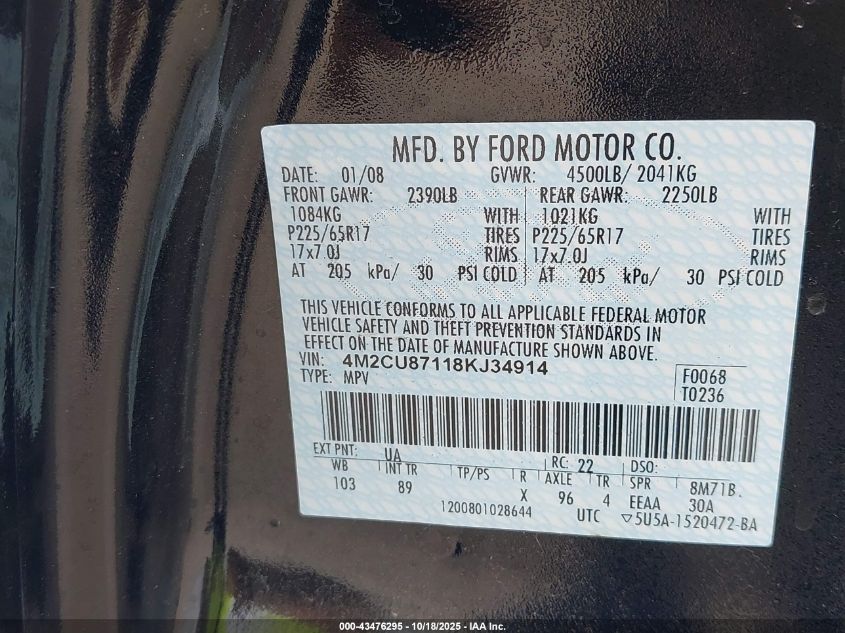 MFD. BY FORD MOTOR CO.
DATE: 01/08 GVWR: 4500LB/ 2041KG
FRONT GAWR: 2390LB REAR GAWR: 2250LB
1084KG WITH 1021KG WITH
P225/65R17 TIRES P225/65R17 TIRES
17x7.0J RIMS 17x7.0J RIMS
AT 205 kPa/ 30 PSI COLD AT 205 kPa/ 30 PSI COLD
THIS VEHICLE CONFORMS TO ALL APPLICABLE FEDERAL MOTOR
VEHICLE SAFETY AND THEFT PREVENTION STANDARDS IN
EFFECT ON THE DATE OF MANUFACTURE SHOWN ABOVE.
VIN: 4M2CU87118KJ34914
TYPE: MPV F0068
T0236
EXT PNT: UA RC: 22 DSO:
WB INT TR TP/PS R AXLE TR SPR 8M71B.
103 89 X 96 4 EEAA 30A
1200801028644 UTC ▽5U5A-1520472-BA
000-43476295 - 10/18/2025 - IAA Inc.